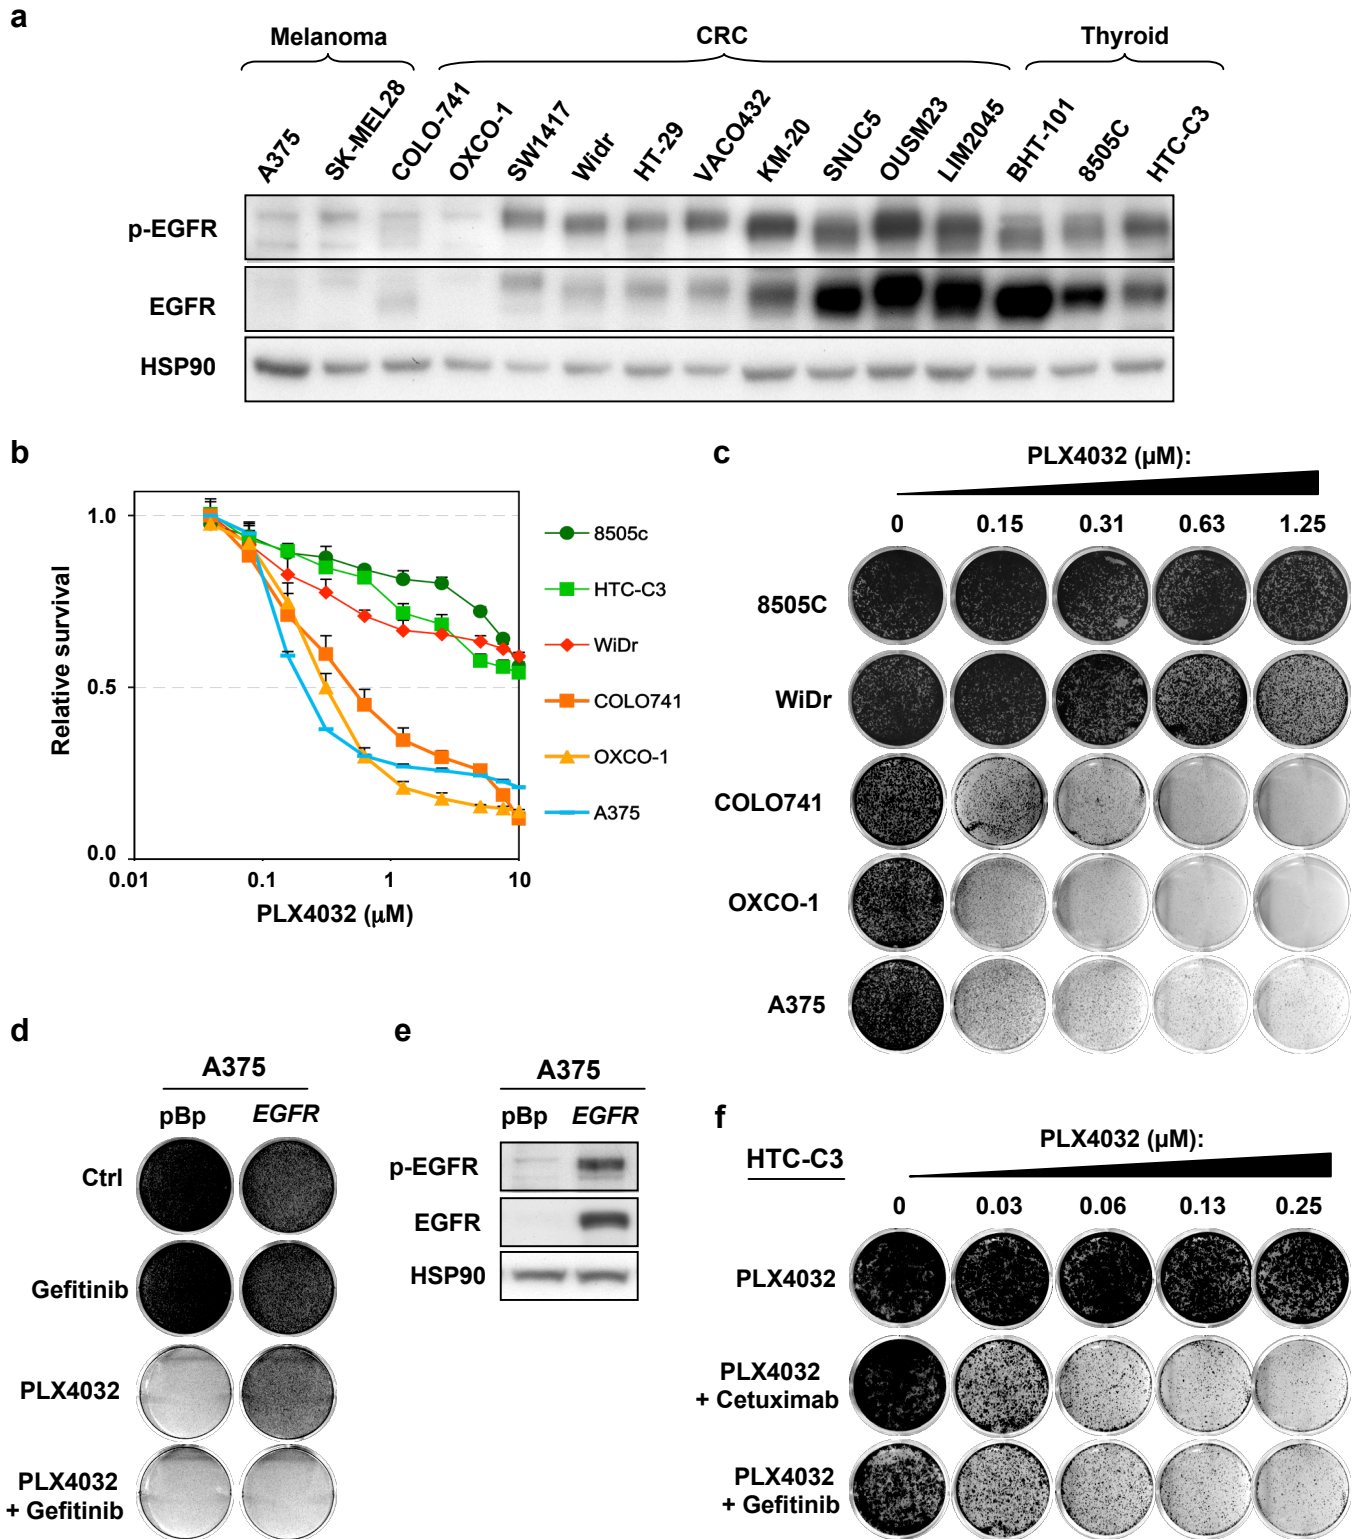 a
Melanoma CRC Thyroid
A375 SK-MEL28 COLO-741 OXCO-1 SW1417 Widr HT-29 VACO432 KM-20 SNUC5 OUSM23 LIM2045 BHT-101 8505C HTC-C3
p-EGFR
EGFR
HSP90
b
Relative survival
1.0
0.5
0.0
0.01 0.1 1 10
PLX4032 (μM)
8505c
HTC-C3
WiDr
COLO741
OXCO-1
A375
c
PLX4032 (μM):
0 0.15 0.31 0.63 1.25
8505C
WiDr
COLO741
OXCO-1
A375
d
A375
pBp EGFR
Ctrl
Gefitinib
PLX4032
PLX4032
+ Gefitinib
e
A375
pBp EGFR
p-EGFR
EGFR
HSP90
f
PLX4032 (μM):
HTC-C3
0 0.03 0.06 0.13 0.25
PLX4032
PLX4032
+ Cetuximab
PLX4032
+ Gefitinib